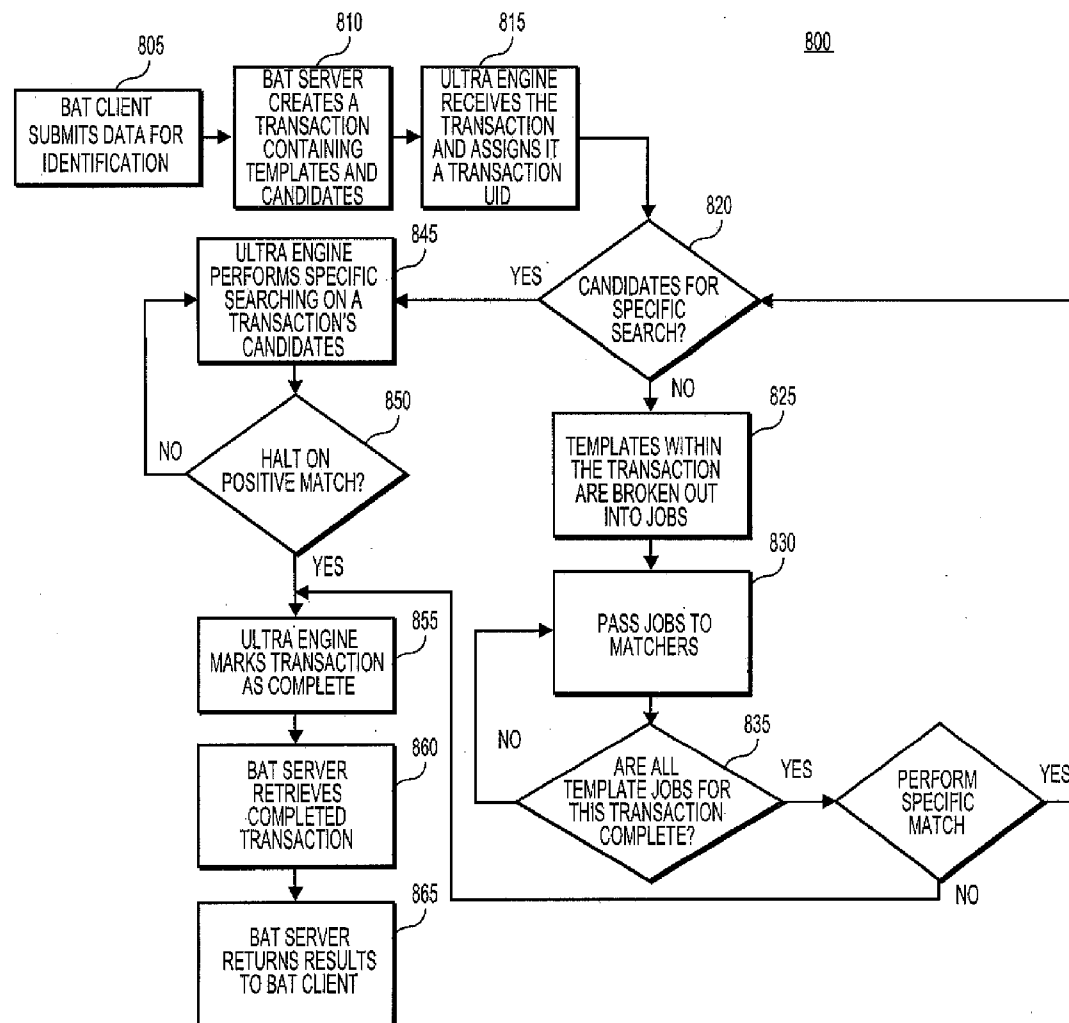 800
805
BAT CLIENT
SUBMITS DATA FOR
IDENTIFICATION
810
BAT SERVER
CREATES A
TRANSACTION
CONTAINING
TEMPLATES AND
CANDIDATES
815
ULTRA ENGINE
RECEIVES THE
TRANSACTION
AND ASSIGNS IT
A TRANSACTION
UID
820
CANDIDATES FOR
SPECIFIC
SEARCH?
YES
NO
845
ULTRA ENGINE
PERFORMS SPECIFIC
SEARCHING ON A
TRANSACTION'S
CANDIDATES
850
HALT ON
POSITIVE MATCH?
NO
YES
825
TEMPLATES WITHIN
THE TRANSACTION
ARE BROKEN OUT
INTO JOBS
830
PASS JOBS TO
MATCHERS
835
ARE ALL
TEMPLATE JOBS FOR
THIS TRANSACTION
COMPLETE?
NO
YES
PERFORM
SPECIFIC
MATCH
YES
NO
855
ULTRA ENGINE
MARKS TRANSACTION
AS COMPLETE
860
BAT SERVER
RETRIEVES
COMPLETED
TRANSACTION
865
BAT SERVER
RETURNS RESULTS
TO BAT CLIENT